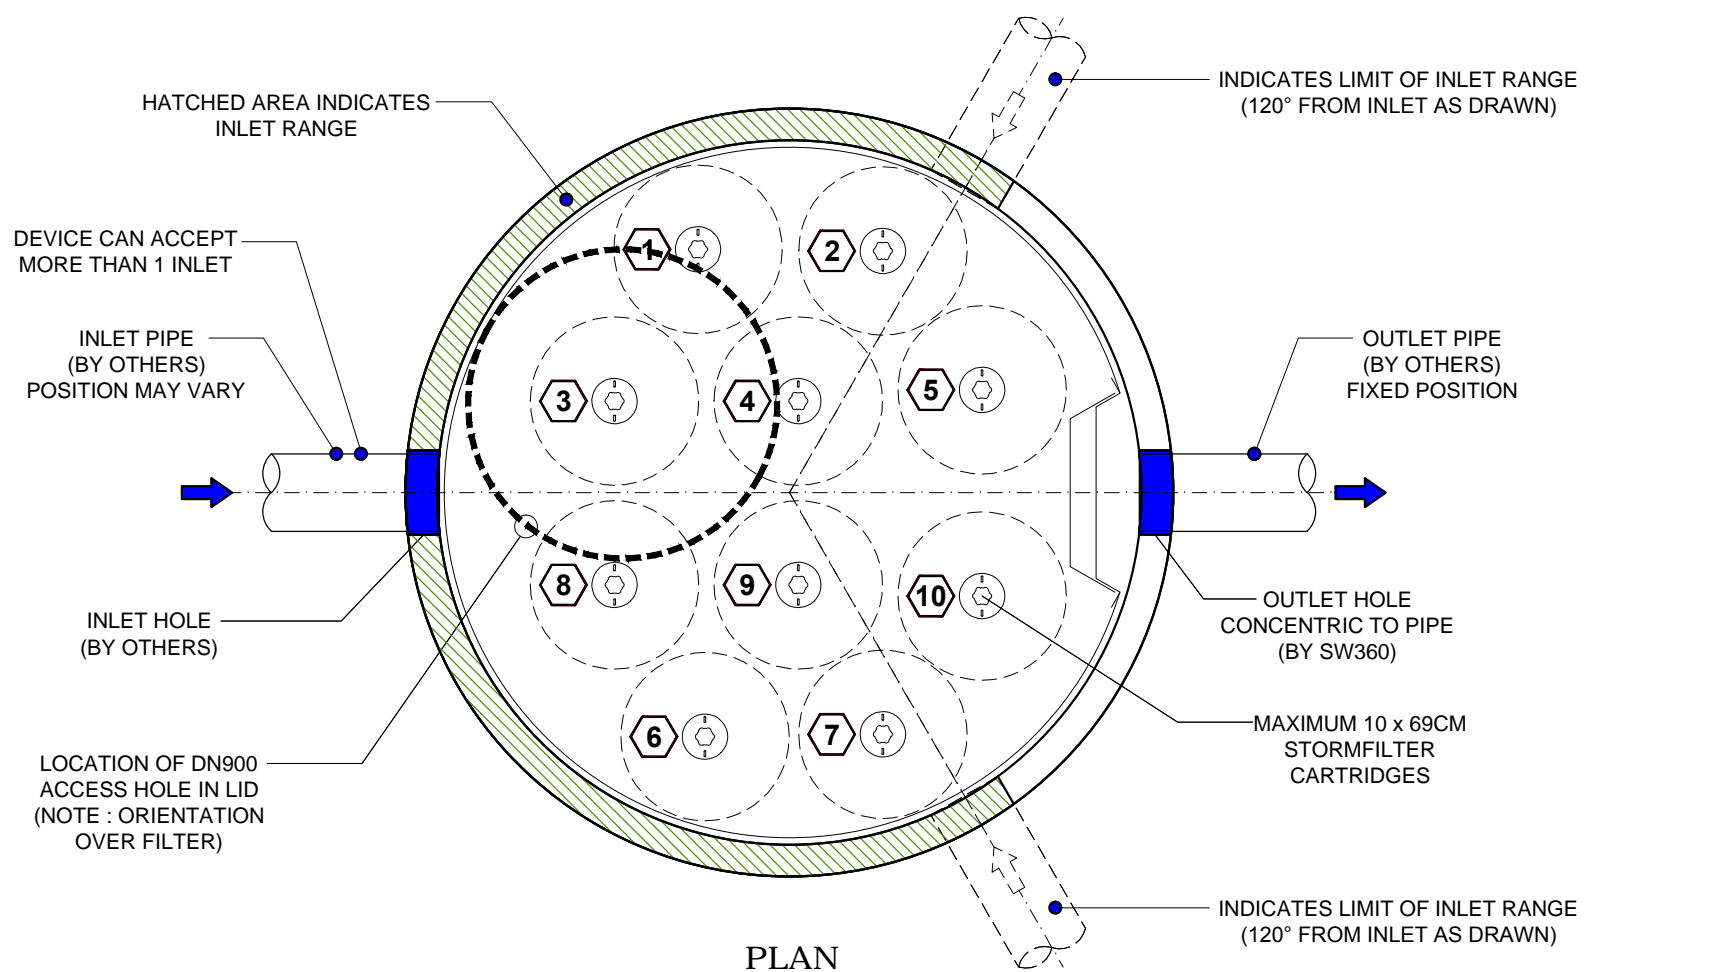 INDICATES LIMIT OF INLET RANGE
(120° FROM INLET AS DRAWN)
HATCHED AREA INDICATES
INLET RANGE
DEVICE CAN ACCEPT
MORE THAN 1 INLET
INLET PIPE
(BY OTHERS)
POSITION MAY VARY
OUTLET PIPE
(BY OTHERS)
FIXED POSITION
1
2
3
4
5
8
9
10
6
7
INLET HOLE
(BY OTHERS)
OUTLET HOLE
CONCENTRIC TO PIPE
(BY SW360)
LOCATION OF DN900
ACCESS HOLE IN LID
(NOTE : ORIENTATION
OVER FILTER)
MAXIMUM 10 x 69CM
STORMFILTER
CARTRIDGES
INDICATES LIMIT OF INLET RANGE
(120° FROM INLET AS DRAWN)
PLAN